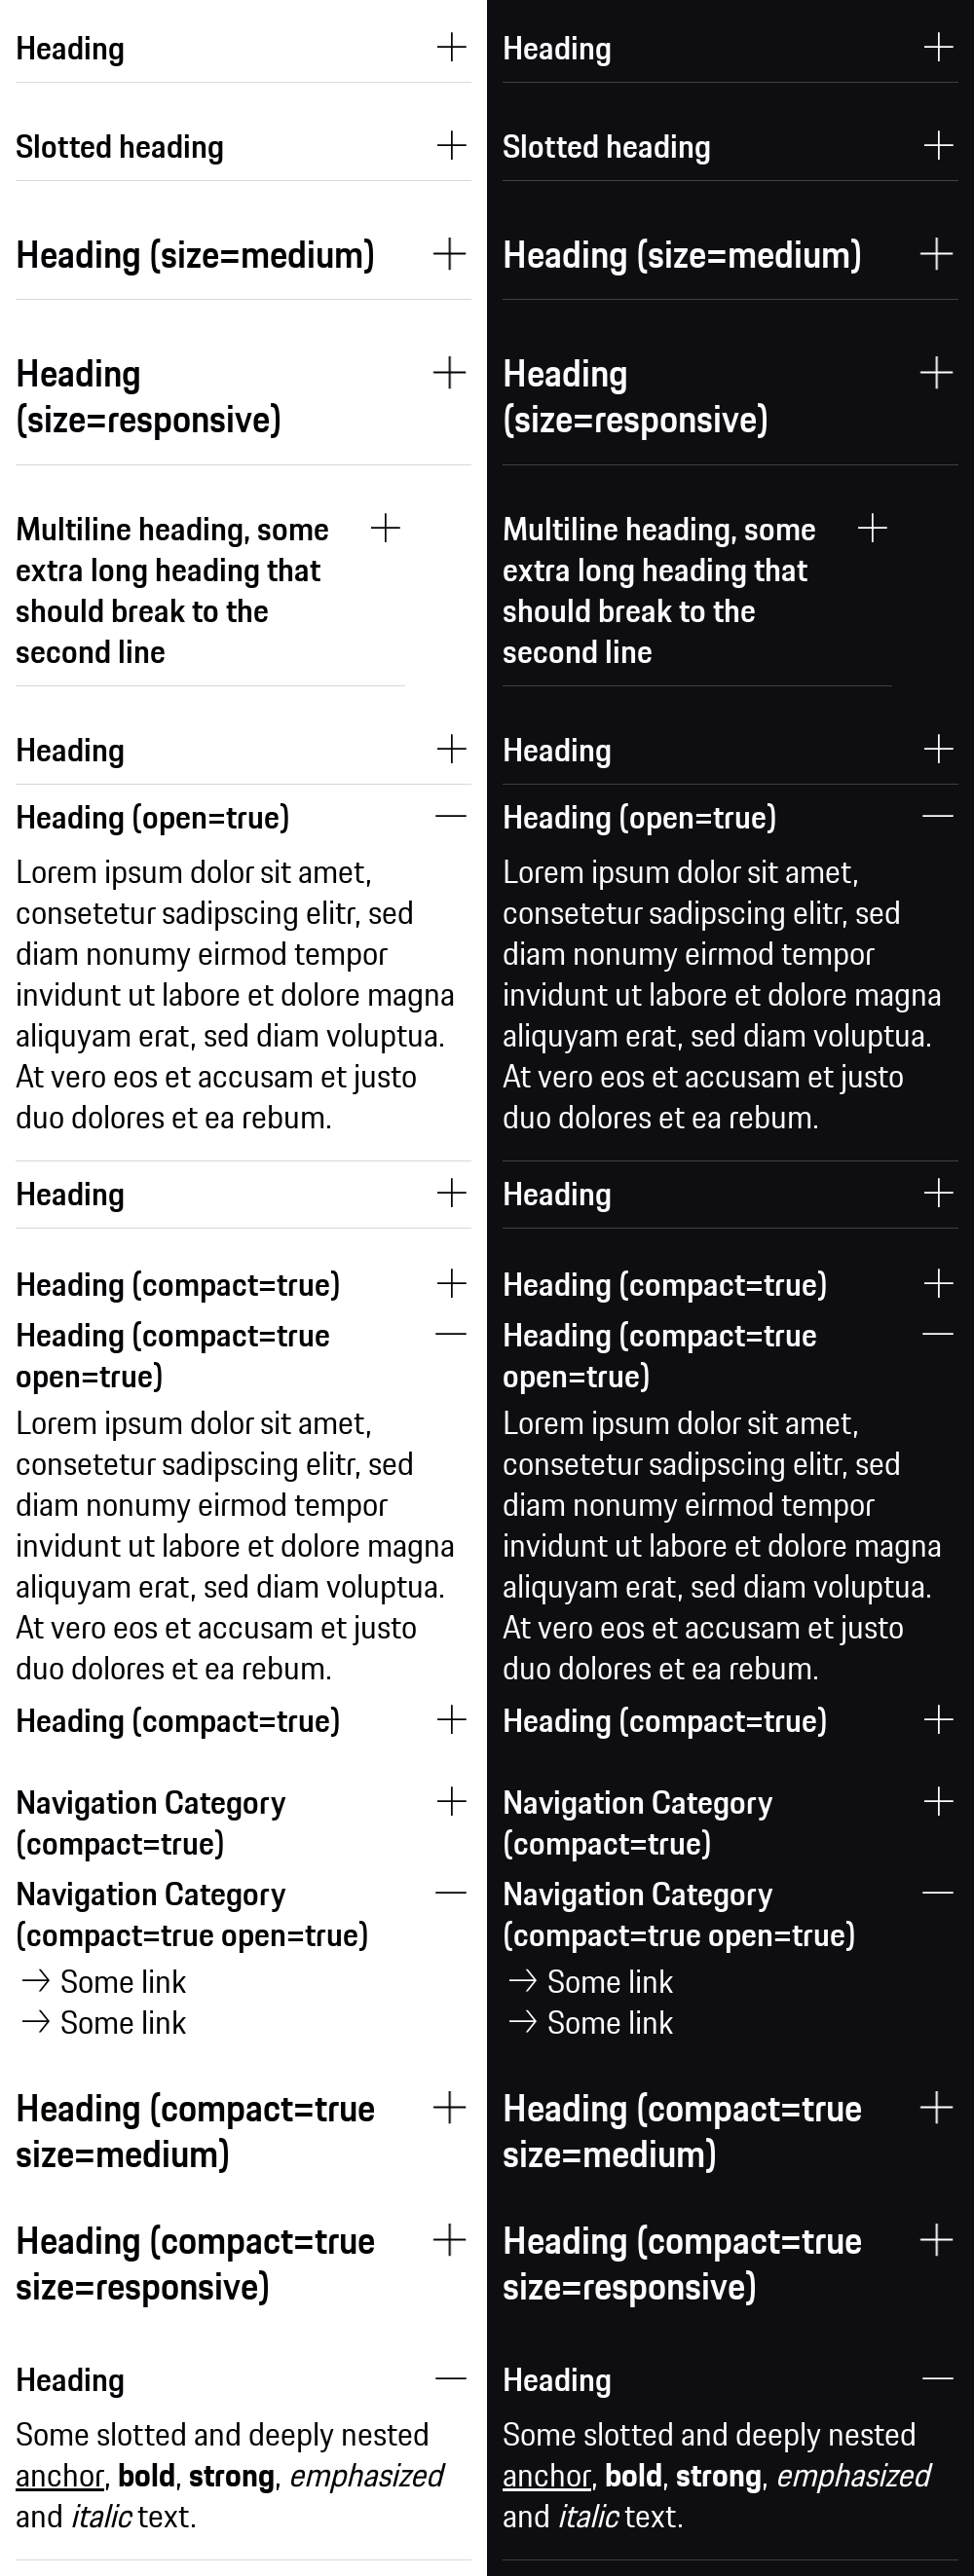 Heading
Slotted heading
Heading (size=medium)
Heading
(size=responsive)
Multiline heading, some
extra long heading that
should break to the
second line
Heading
Heading (open=true)
Lorem ipsum dolor sit amet,
consetetur sadipscing elitr, sed
diam nonumy eirmod tempor
invidunt ut labore et dolore magna
aliquyam erat, sed diam voluptua.
At vero eos et accusam et justo
duo dolores et ea rebum.
Heading
Heading (compact=true)
Heading (compact=true
open=true)
Lorem ipsum dolor sit amet,
consetetur sadipscing elitr, sed
diam nonumy eirmod tempor
invidunt ut labore et dolore magna
aliquyam erat, sed diam voluptua.
At vero eos et accusam et justo
duo dolores et ea rebum.
Heading (compact=true)
Navigation Category
(compact=true)
Navigation Category
(compact=true open=true)
→ Some link
→ Some link
Heading (compact=true
size=medium)
Heading (compact=true
size=responsive)
Heading
Some slotted and deeply nested
anchor, bold, strong, emphasized
and italic text.
Heading
Slotted heading
Heading (size=medium)
Heading
(size=responsive)
Multiline heading, some
extra long heading that
should break to the
second line
Heading
Heading (open=true)
Lorem ipsum dolor sit amet,
consetetur sadipscing elitr, sed
diam nonumy eirmod tempor
invidunt ut labore et dolore magna
aliquyam erat, sed diam voluptua.
At vero eos et accusam et justo
duo dolores et ea rebum.
Heading
Heading (compact=true)
Heading (compact=true
open=true)
Lorem ipsum dolor sit amet,
consetetur sadipscing elitr, sed
diam nonumy eirmod tempor
invidunt ut labore et dolore magna
aliquyam erat, sed diam voluptua.
At vero eos et accusam et justo
duo dolores et ea rebum.
Heading (compact=true)
Navigation Category
(compact=true)
Navigation Category
(compact=true open=true)
→ Some link
→ Some link
Heading (compact=true
size=medium)
Heading (compact=true
size=responsive)
Heading
Some slotted and deeply nested
anchor, bold, strong, emphasized
and italic text.